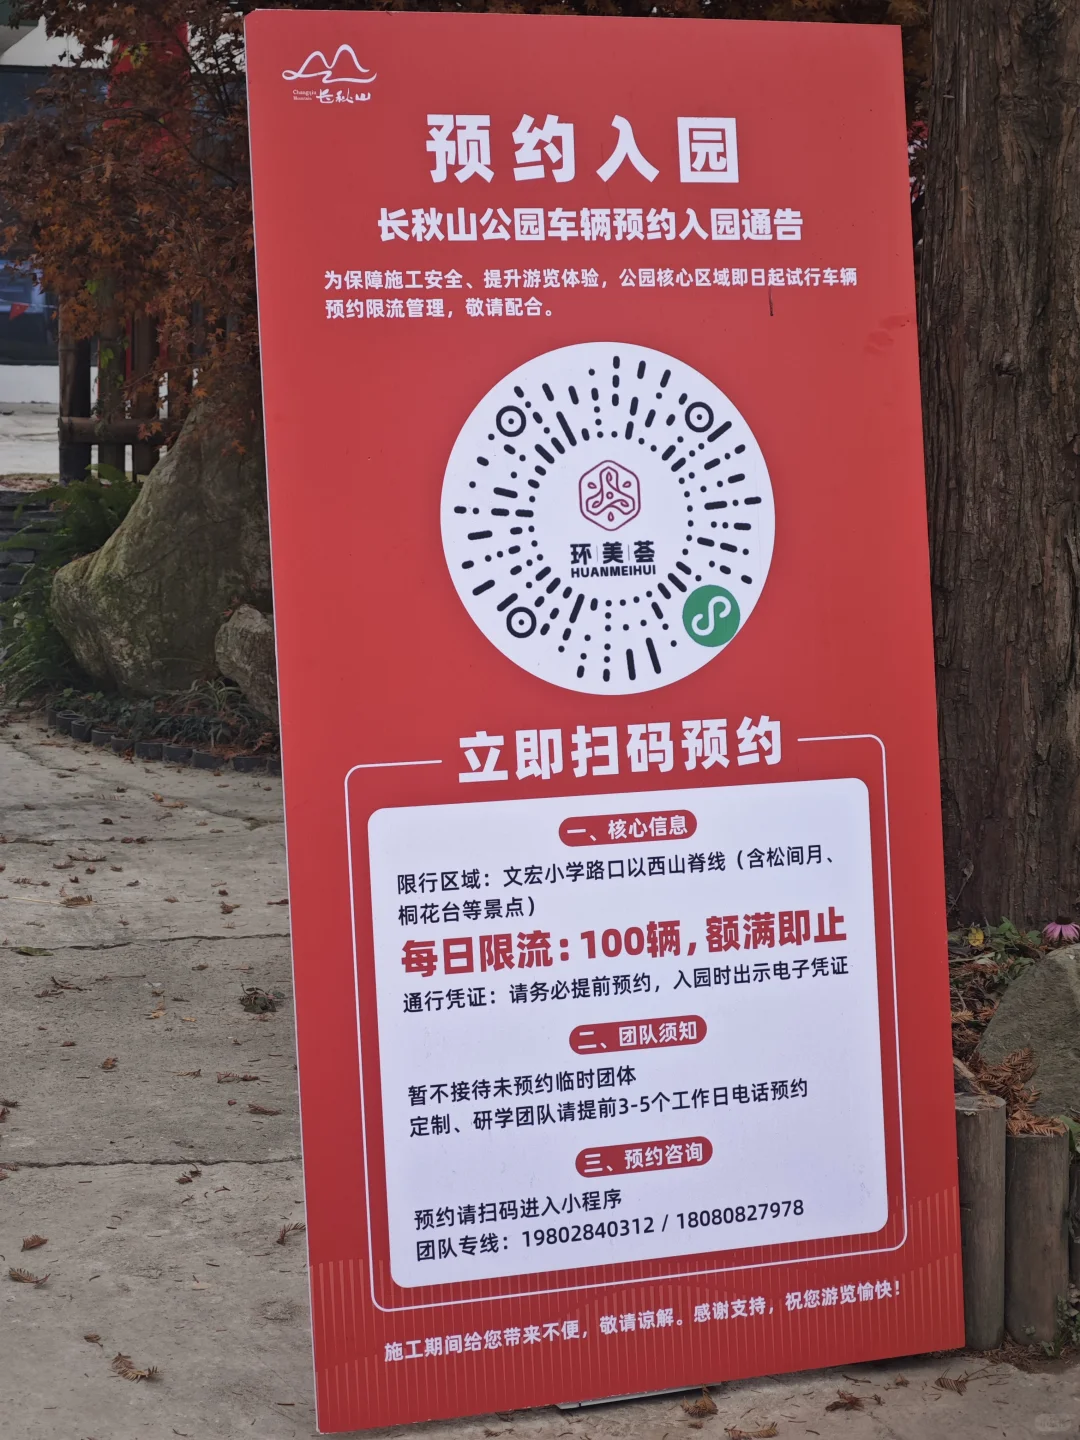 Changqiu
Mountain
长秋山
预约入园
长秋山公园车辆预约入园通告
为保障施工安全、提升游览体验，公园核心区域即日起试行车辆
预约限流管理，敬请配合。
环美荟
HUANMEIHUI
立即扫码预约
一、核心信息
限行区域：文宏小学路口以西山脊线（含松间月、
桐花台等景点）
每日限流：100辆，额满即止
通行凭证：请务必提前预约，入园时出示电子凭证
二、团队须知
暂不接待未预约临时团体
定制、研学团队请提前3-5个工作日电话预约
三、预约咨询
预约请扫码进入小程序
团队专线：19802840312 / 18080827978
施工期间给您带来不便，敬请谅解。感谢支持，祝您游览愉快！